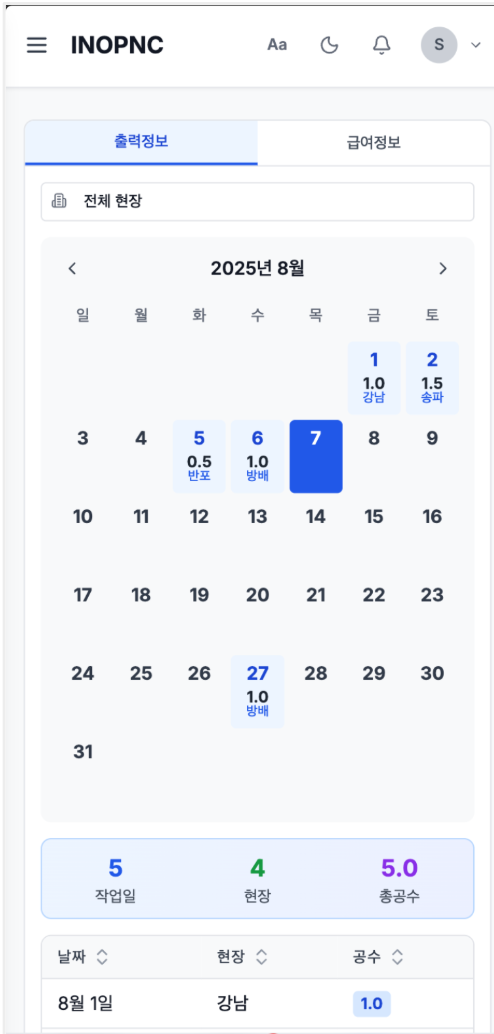 INOPNC Aa S
출력정보 급여정보
전체 현장
2025년 8월
일 월 화 수 목 금 토
1 2
1.0 1.5
강남 송파
3 4 5 6 7 8 9
0.5 1.0
반포 방배
10 11 12 13 14 15 16
17 18 19 20 21 22 23
24 25 26 27 28 29 30
1.0
방배
31
5 4 5.0
작업일 현장 총공수
날짜 현장 공수
8월 1일 강남 1.0